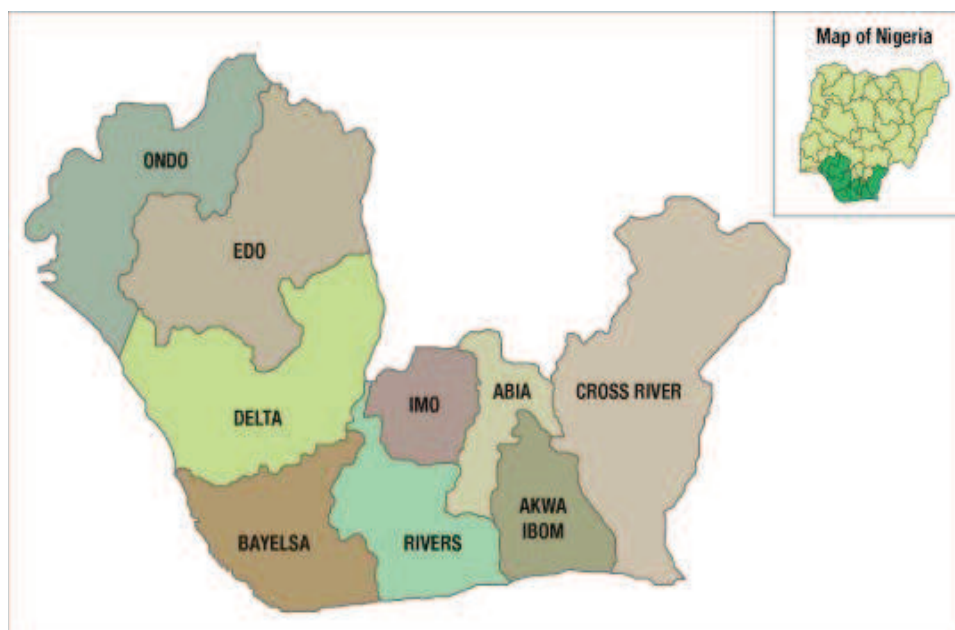 Map of Nigeria
ONDO
EDO
IMO
ABIA
CROSS RIVER
DELTA
AKWA
IBOM
BAYELSA
RIVERS